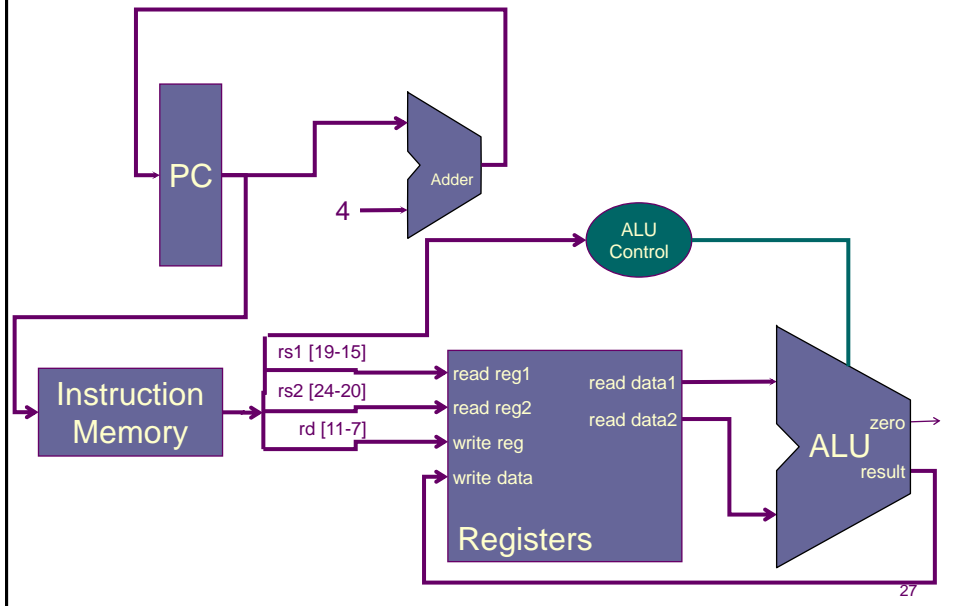 PC
Adder
4
ALU
Control
rs1 [19-15]
Instruction
Memory
rs2 [24-20]
rd [11-7]
read reg1
read reg2
write reg
write data
read data1
read data2
Registers
ALU
zero
result
27